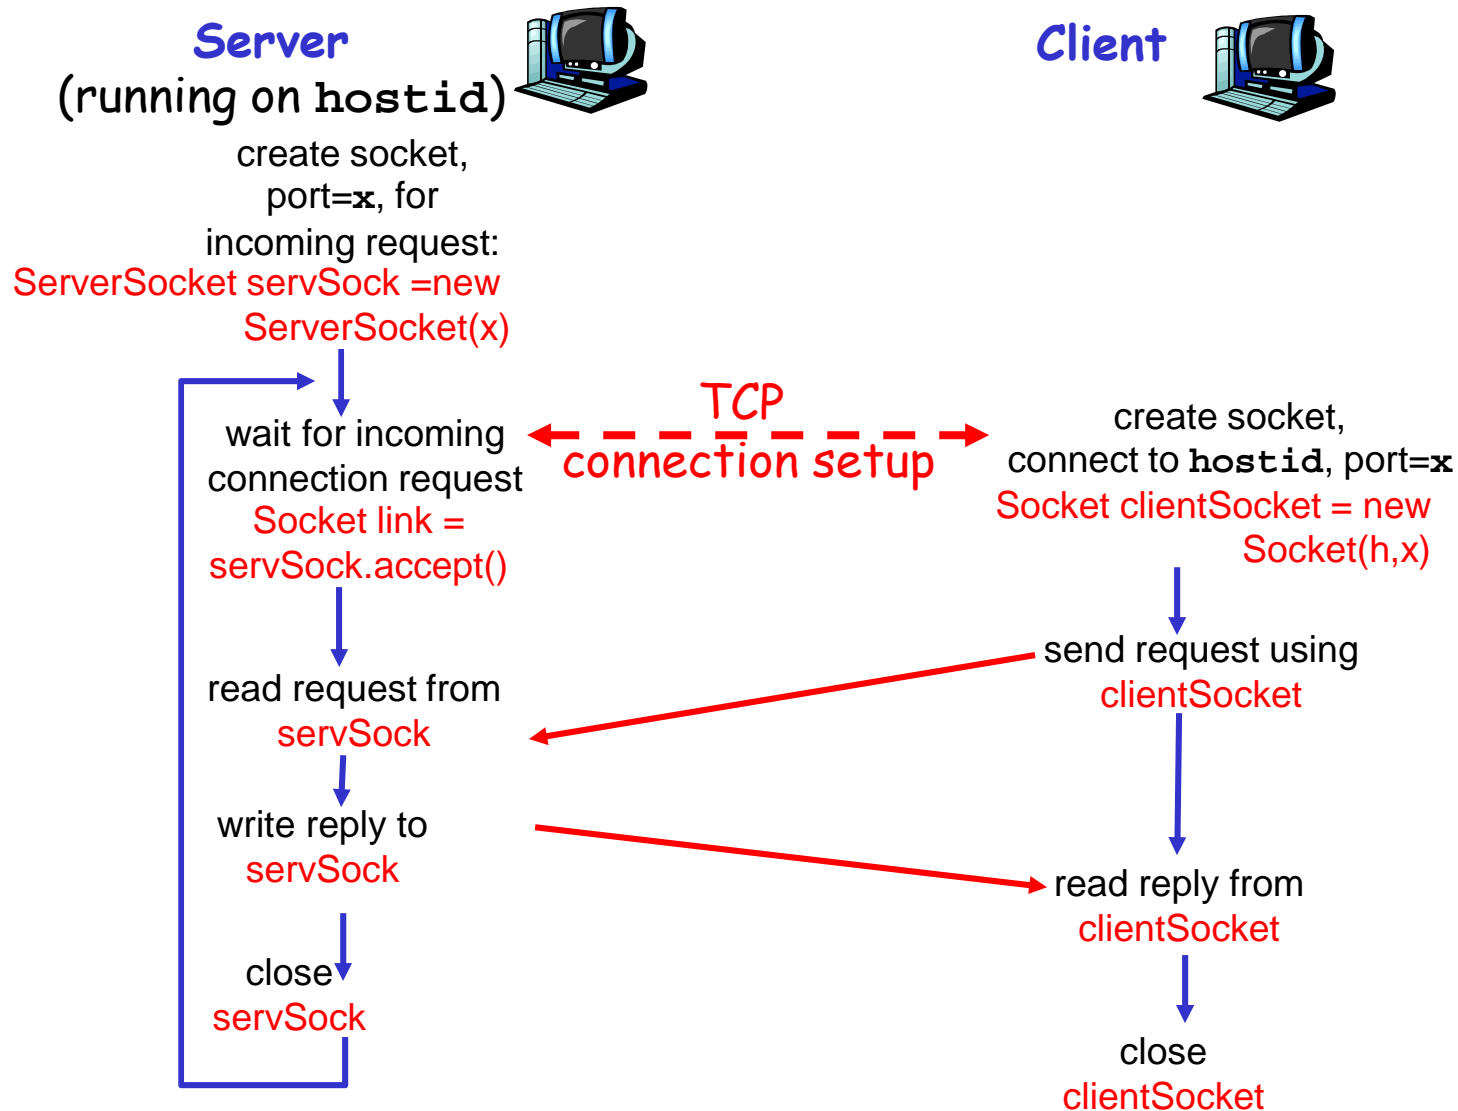 Server
(running on hostid)
create socket,
port=x, for
incoming request:
ServerSocket servSock =new
ServerSocket(x)
wait for incoming
connection request
Socket link =
servSock.accept()
read request from
servSock
write reply to
servSock
close
servSock
TCP
connection setup
Client
create socket,
connect to hostid, port=x
Socket clientSocket = new
Socket(h,x)
send request using
clientSocket
read reply from
clientSocket
close
clientSocket